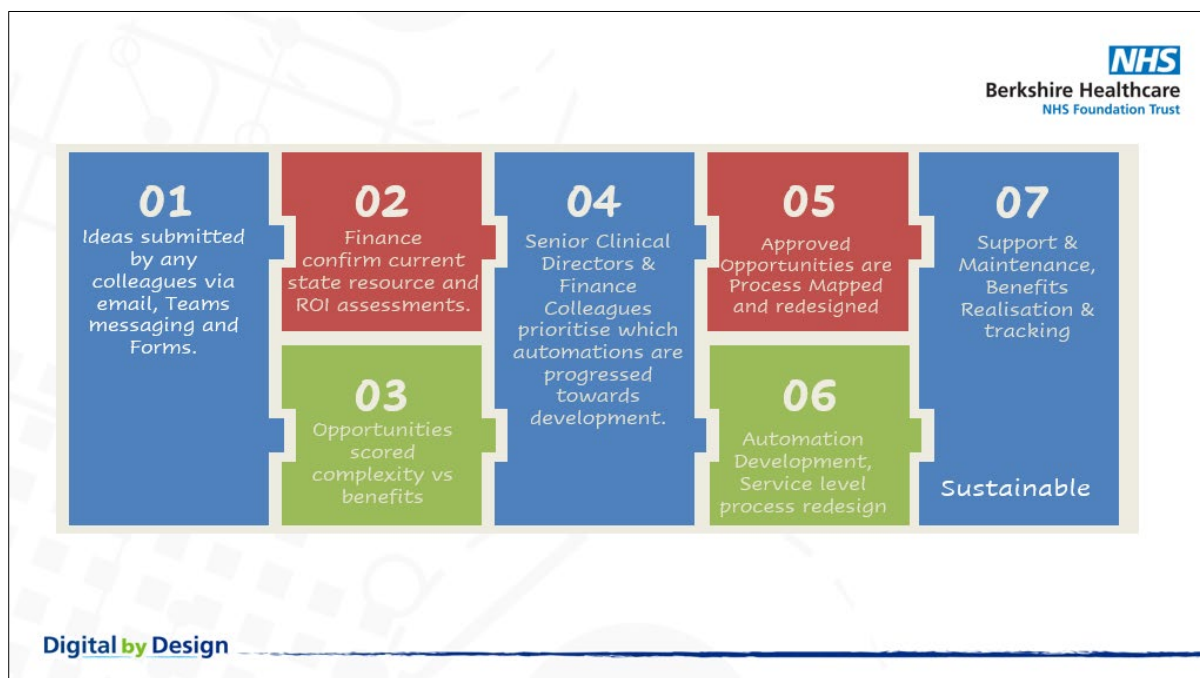 NHS
Berkshire Healthcare
NHS Foundation Trust
01
Ideas submitted
by any
colleagues via
email, Teams
messaging and
Forms.
02
Finance
confirm current
state resource and
ROI assessments.
03
Opportunities
scored
complexity vs
benefits
04
Senior Clinical
Directors &
Finance
Colleagues
prioritise which
automations are
progressed
towards
development.
05
Approved
Opportunities are
Process Mapped
and redesigned
06
Automation
Development,
Service level
process redesign
07
Support &
Maintenance,
Benefits
Realisation &
tracking
Sustainable
Digital by Design